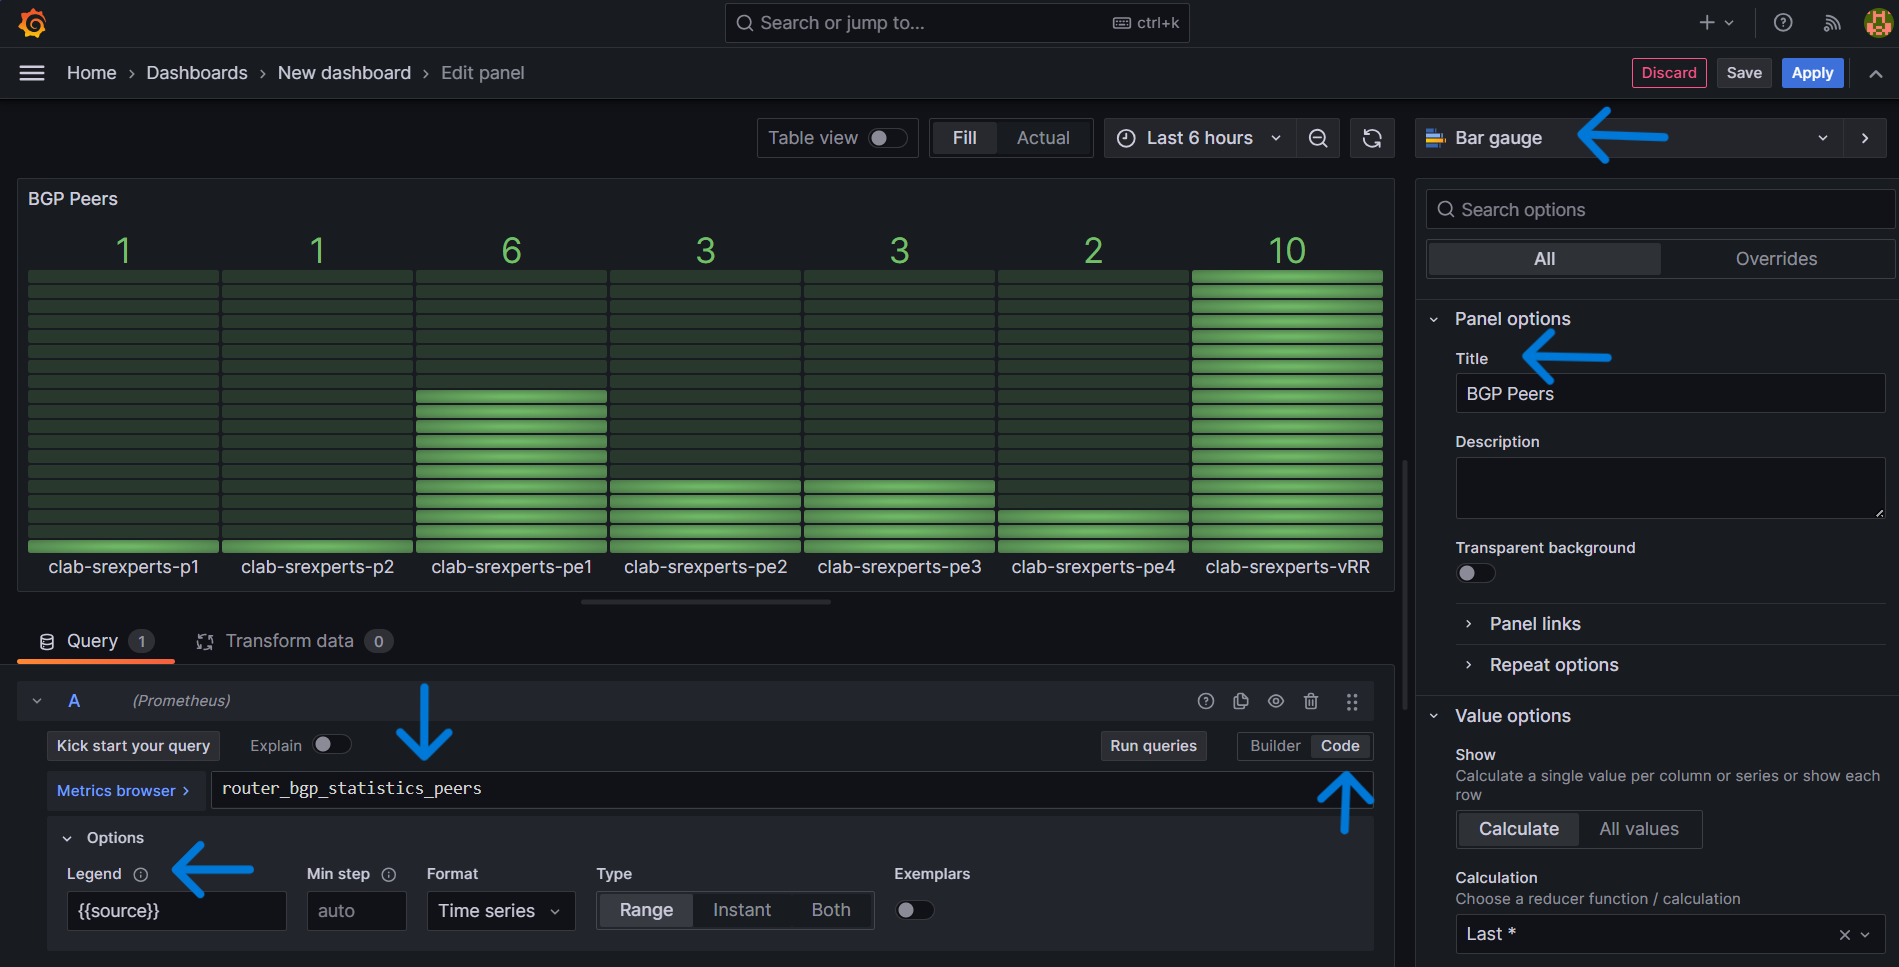 Search or jump to... ctrl+k
Home › Dashboards › New dashboard › Edit panel
Discard Save Apply
Table view Fill Actual Last 6 hours
Bar gauge
BGP Peers
1 1 6 3 3 2 10
clab-srexperts-p1 clab-srexperts-p2 clab-srexperts-pe1 clab-srexperts-pe2 clab-srexperts-pe3 clab-srexperts-pe4 clab-srexperts-vRR
Query 1 Transform data 0
A (Prometheus)
Kick start your query Explain Run queries Builder Code
Metrics browser › router_bgp_statistics_peers
Options
Legend Min step Format Type Exemplars
{{source}} auto Time series Range Instant Both
Search options
All Overrides
Panel options
Title
BGP Peers
Description
Transparent background
Panel links
Repeat options
Value options
Show
Calculate a single value per column or series or show each
row
Calculate All values
Calculation
Choose a reducer function / calculation
Last *